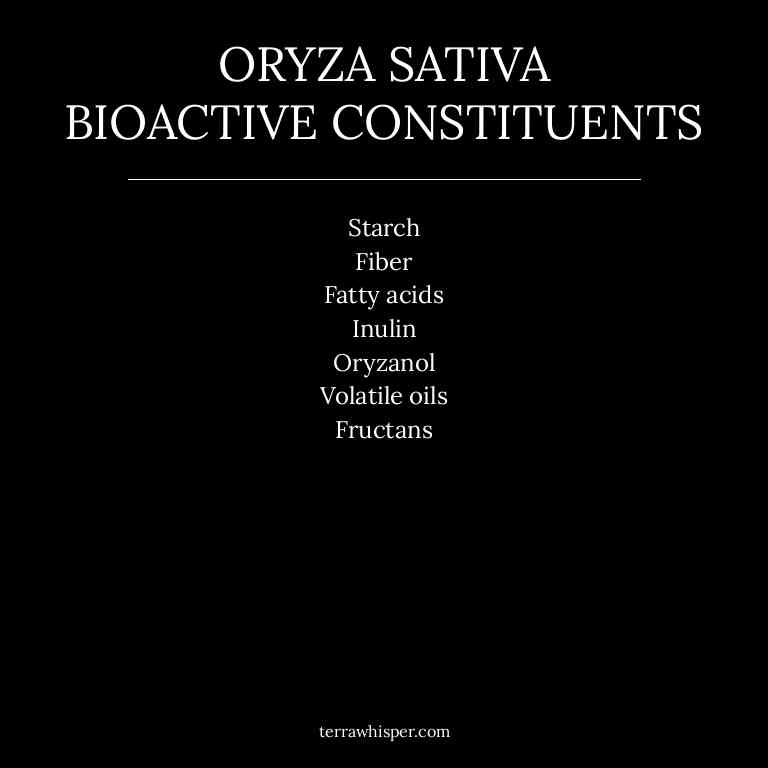 ORYZA SATIVA
BIOACTIVE CONSTITUENTS
Starch
Fiber
Fatty acids
Inulin
Oryzanol
Volatile oils
Fructans
terrawhisper.com